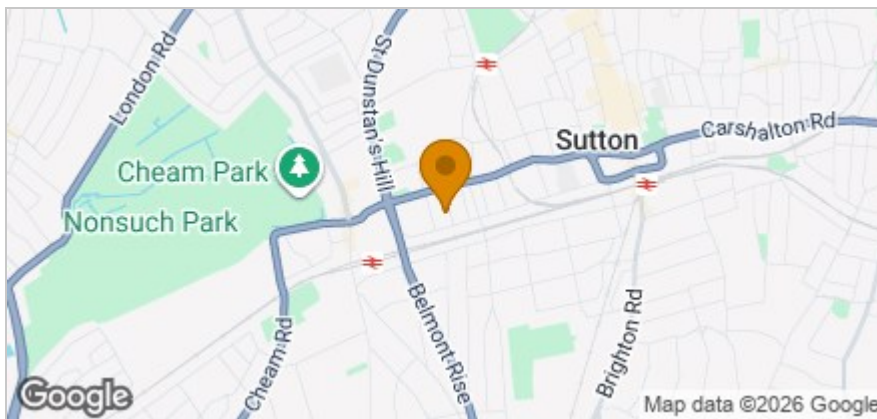 London Rd
St Dunstan's Hill
Sutton
Carshalton Rd
Cheam Park
Nonsuch Park
Belmont Rise
Brighton Rd
Cheam Rd
Google
Map data ©2026 Google